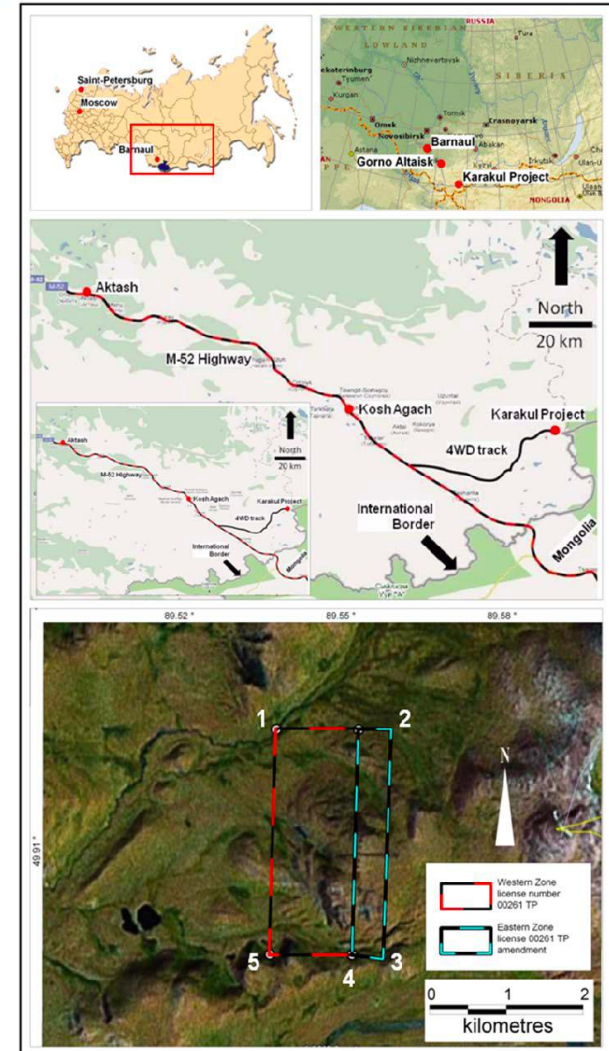 Saint-Petersburg
Moscow
Barnaul
RUSSIA
WESTERN SIBERIAN
LOWLAND
Tura
Nizhnevartovsk
SIBERIA
ekaterinburg
Tyumen'
Kurgan
Tomsk
Omsk
Krasnoyarsk
Novosibirsk
Barnaul
Abakan
Astana
Gorno Altaisk
Kyzyl
Irkutsk
Ulan-U
Karakul Project
MONGOLIA
Ulaan
M-52
Aktash
North
20 km
M-52 Highway
Kosh Agach
Karakul Project
4WD track
International
Border
Mongolia
Aktash
North
20 km
M-52 Highway
Kosh Agach
Karakul Project
4WD track
International
Border
Mongolia
89.52 °
89.55 °
89.58 °
1
2
N
49.91 °
Western Zone
license number
00261 TP
Eastern Zone
license 00261 TP
amendment
5
4
3
0 1 2
kilometres